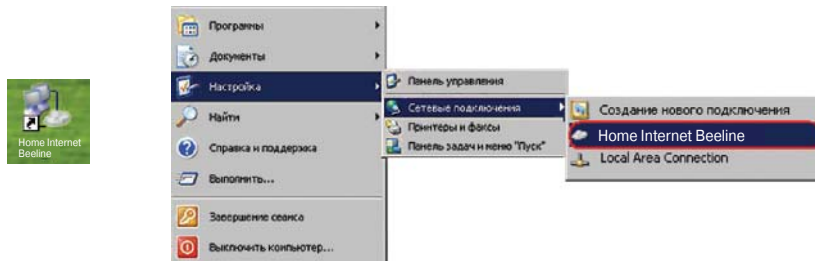 Home Internet
Beeline
Программы
Документы
Настройка
Найти
Справка и поддержка
Выполнить...
Завершение сеанса
Выключить компьютер...
Панель управления
Сетевые подключения
Принтеры и факсы
Панель задач и меню "Пуск"
Создание нового подключения
Home Internet Beeline
Local Area Connection